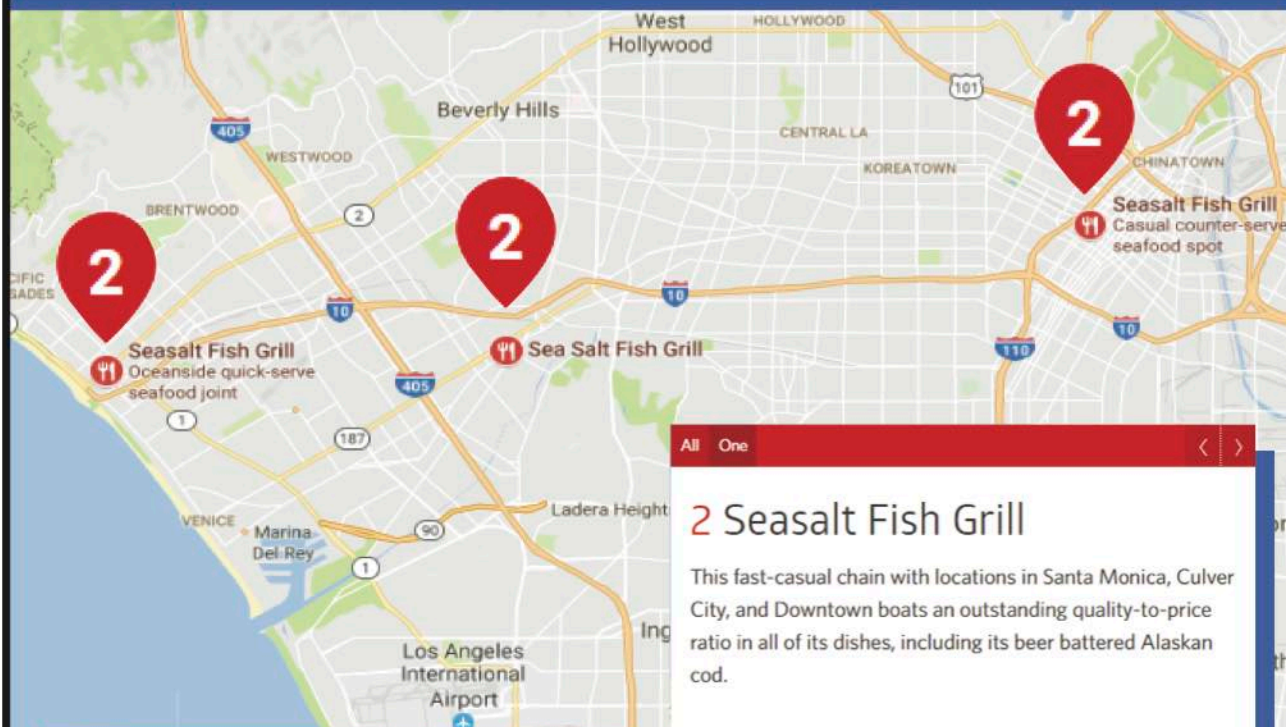 West
Hollywood
HOLLYWOOD
101
Beverly Hills
405
CENTRAL LA
WESTWOOD
KOREATOWN
2
CHINATOWN
BRENTWOOD
2
Seasalt Fish Grill
Casual counter-serve
seafood spot
2
2
10
10
10
110
Seasalt Fish Grill
Oceanside quick-serve
seafood joint
Sea Salt Fish Grill
405
1
187
All One
Ladera Height
VENICE
Marina
Del Rey
90
1
2 Seasalt Fish Grill
This fast-casual chain with locations in Santa Monica, Culver
City, and Downtown boats an outstanding quality-to-price
ratio in all of its dishes, including its beer battered Alaskan
cod.
Ing
Los Angeles
International
Airport